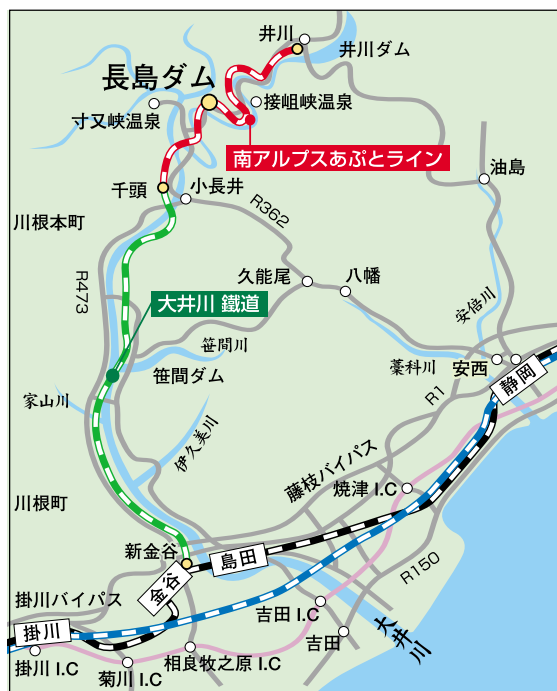 井川
井川ダム
長島ダム
接岨峡温泉
寸又峡温泉
南アルプスあぷとライン
油島
千頭
小長井
川根本町
R362
R473
久能尾
八幡
大井川 鐵道
安倍川
笹間川
笹間ダム
藁科川
安西
静岡
家山川
R1
伊久美川
藤枝バイパス
焼津 I.C
川根町
新金谷
島田
金谷
R150
掛川バイパス
吉田 I.C
大井川
掛川
吉田
掛川 I.C
相良牧之原 I.C
菊川 I.C